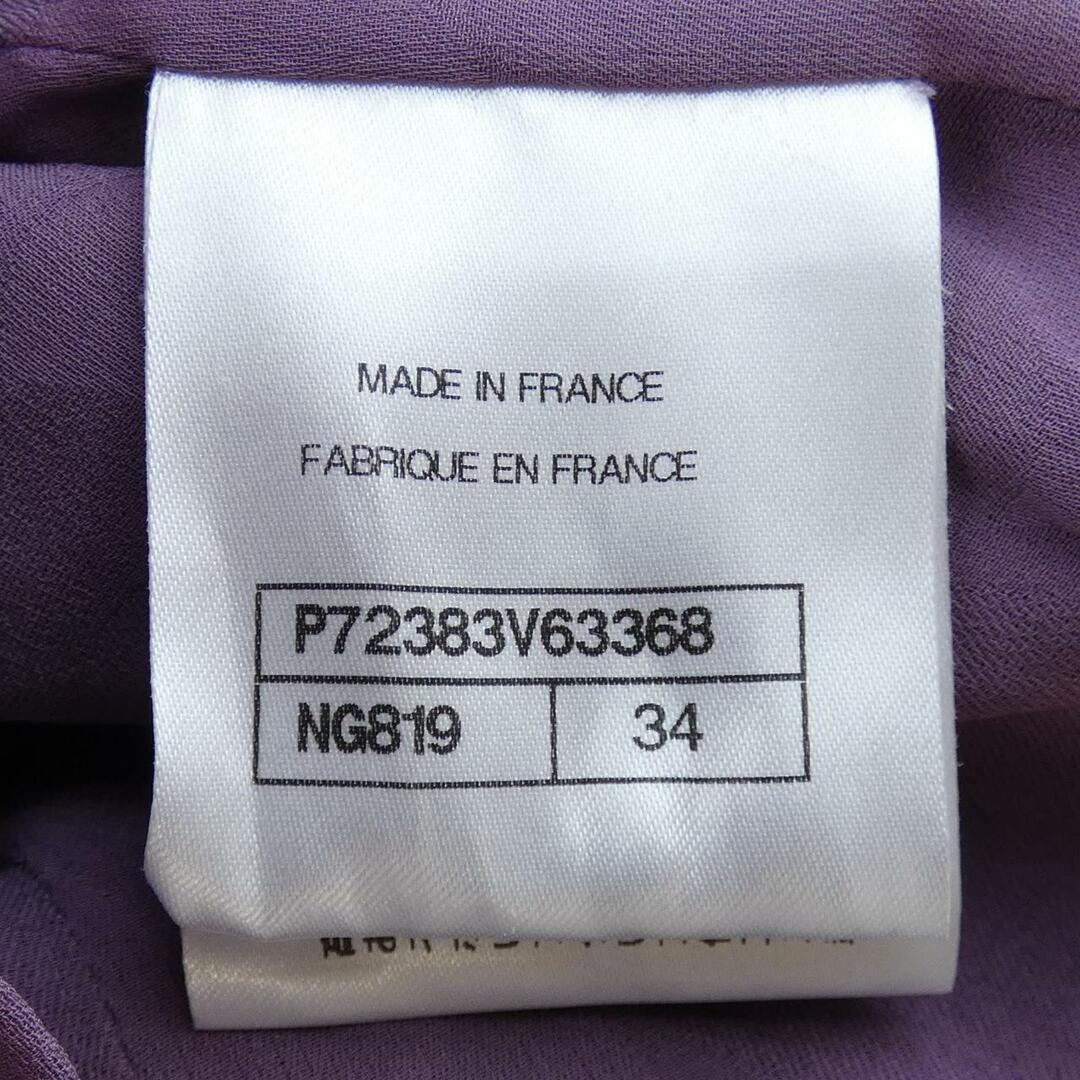 MADE IN FRANCE
FABRIQUE EN FRANCE
P72383V63368
NG819 34